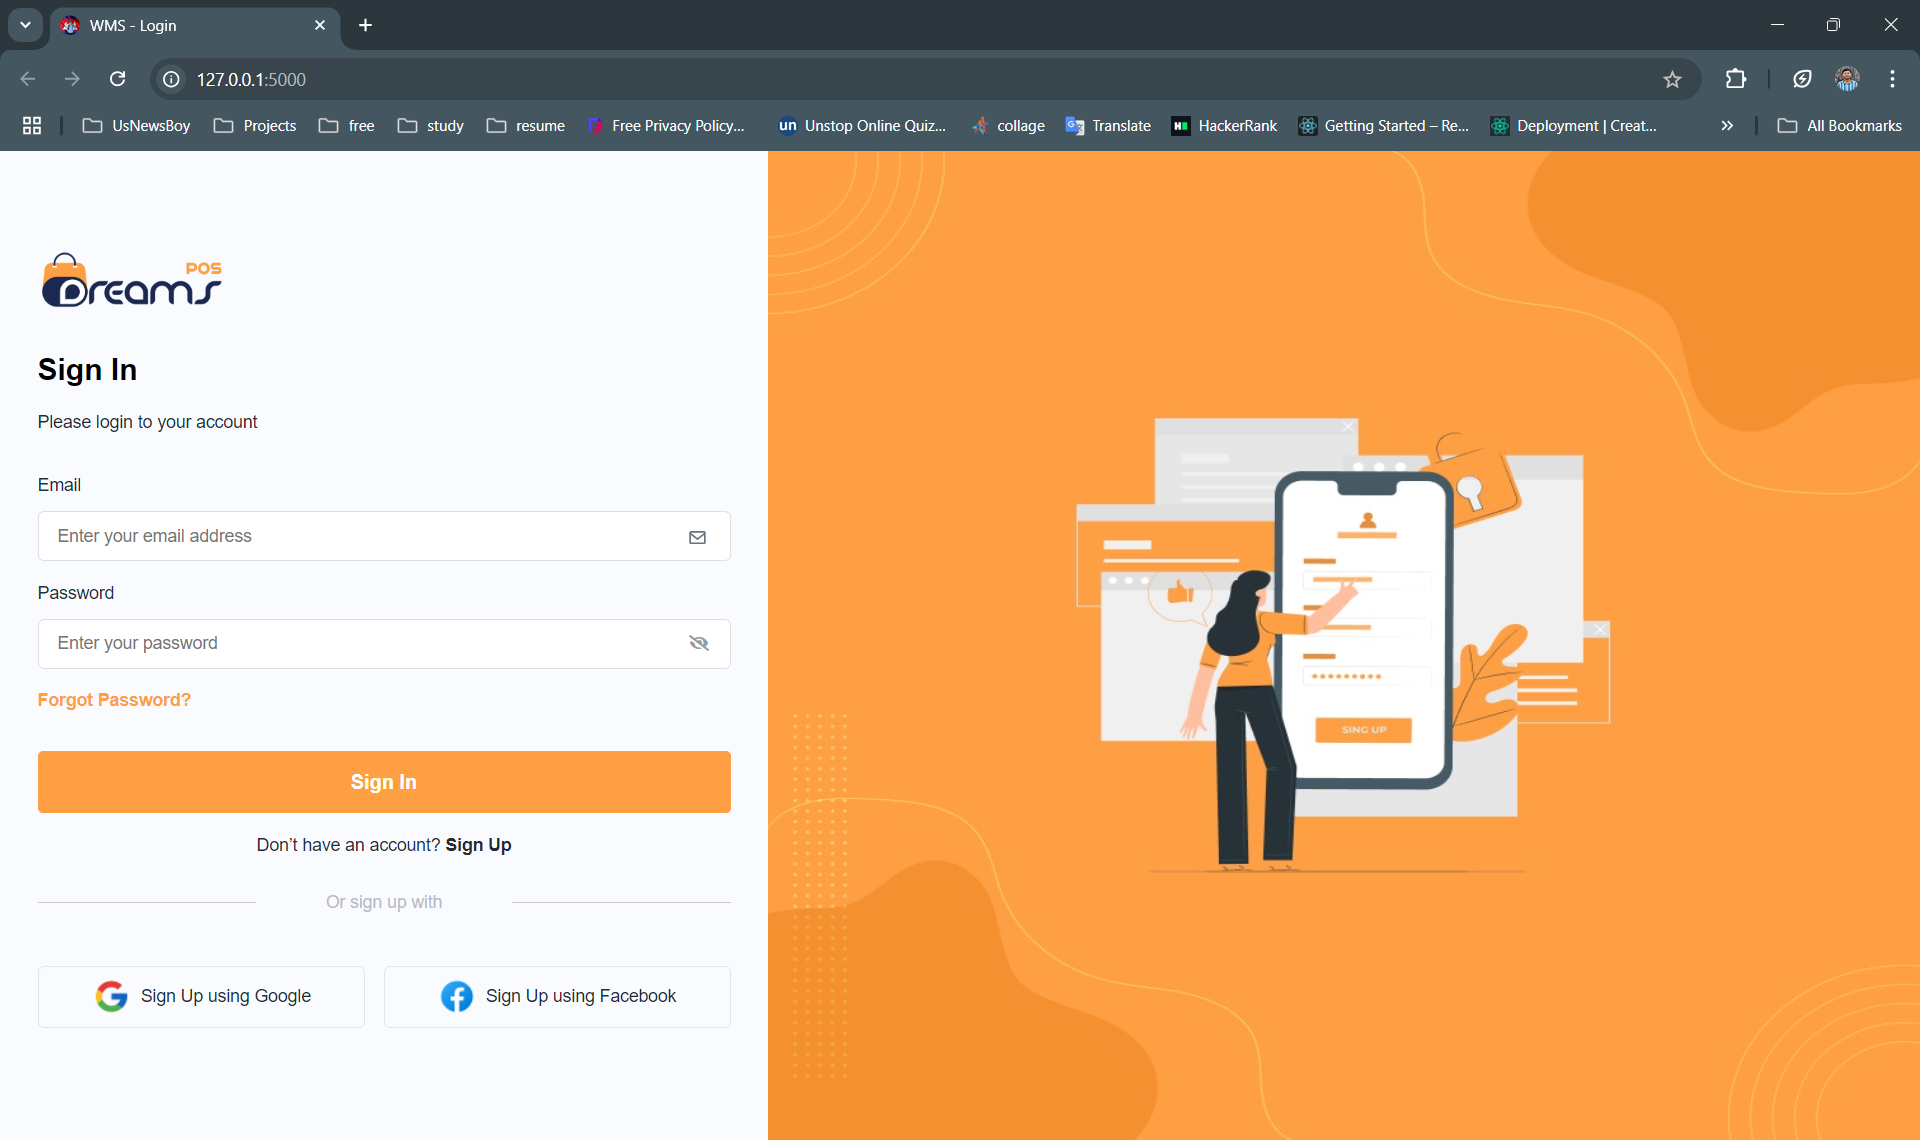 WMS - Login
127.0.0.1:5000
UsNewsBoy Projects free study resume Free Privacy Policy... un Unstop Online Quiz... collage Translate HackerRank Getting Started – Re... Deployment | Creat... All Bookmarks
POS
Dreams
Sign In
Please login to your account
Email
Enter your email address
Password
Enter your password
Forgot Password?
Sign In
Don't have an account? Sign Up
Or sign up with
Sign Up using Google Sign Up using Facebook
SING UP